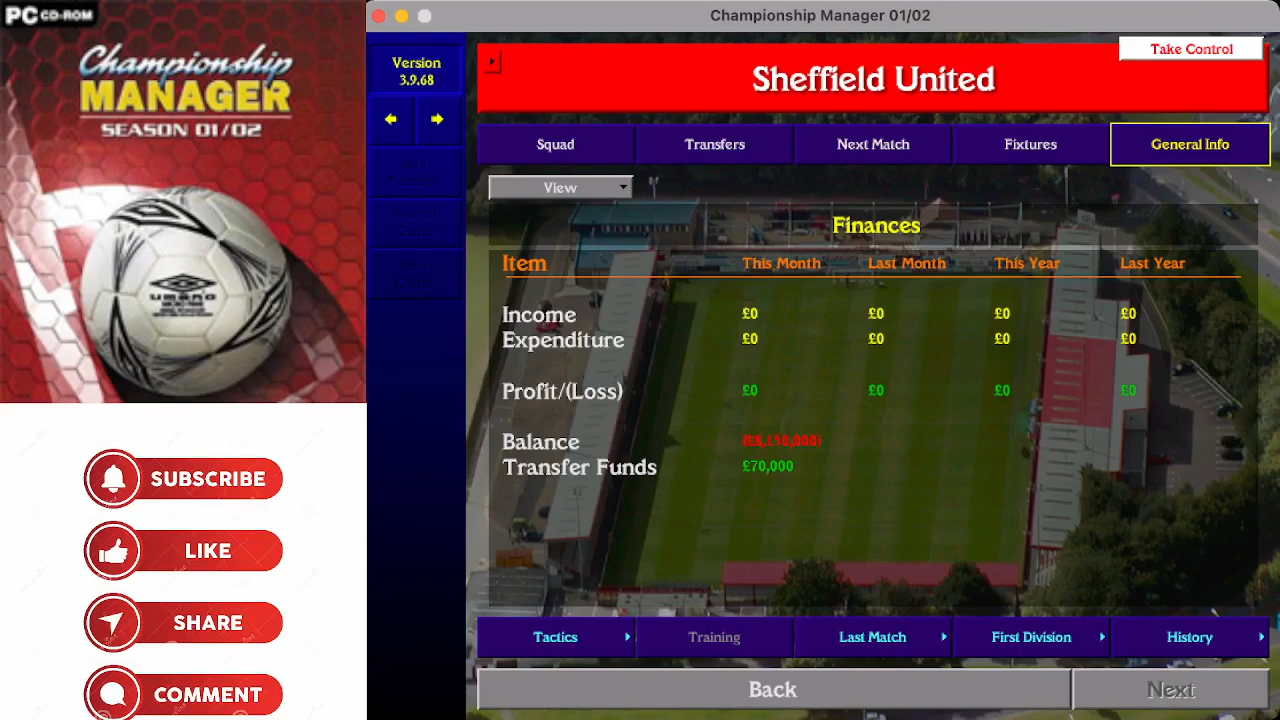 PC CD-ROM
Championship
MANAGER
SEASON 01/02
UMBRO
SUBSCRIBE
LIKE
SHARE
COMMENT
Championship Manager 01/02
Version
3.9.68
Take Control
Sheffield United
Squad
Transfers
Next Match
Fixtures
General Info
View
Finances
Item This Month Last Month This Year Last Year
Income £0 £0 £0 £0
Expenditure £0 £0 £0 £0
Profit/(Loss) £0 £0 £0 £0
Balance (£8,150,000)
Transfer Funds £70,000
Tactics
Training
Last Match
First Division
History
Back
Next